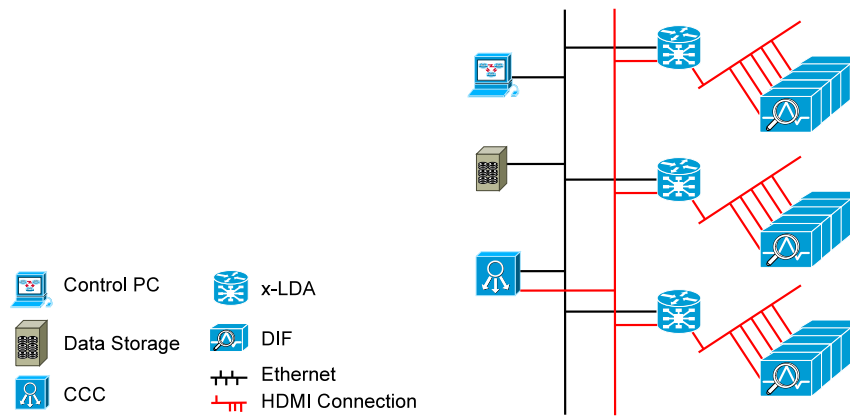 Control PC
x-LDA
Data Storage
DIF
CCC
Ethernet
HDMI Connection